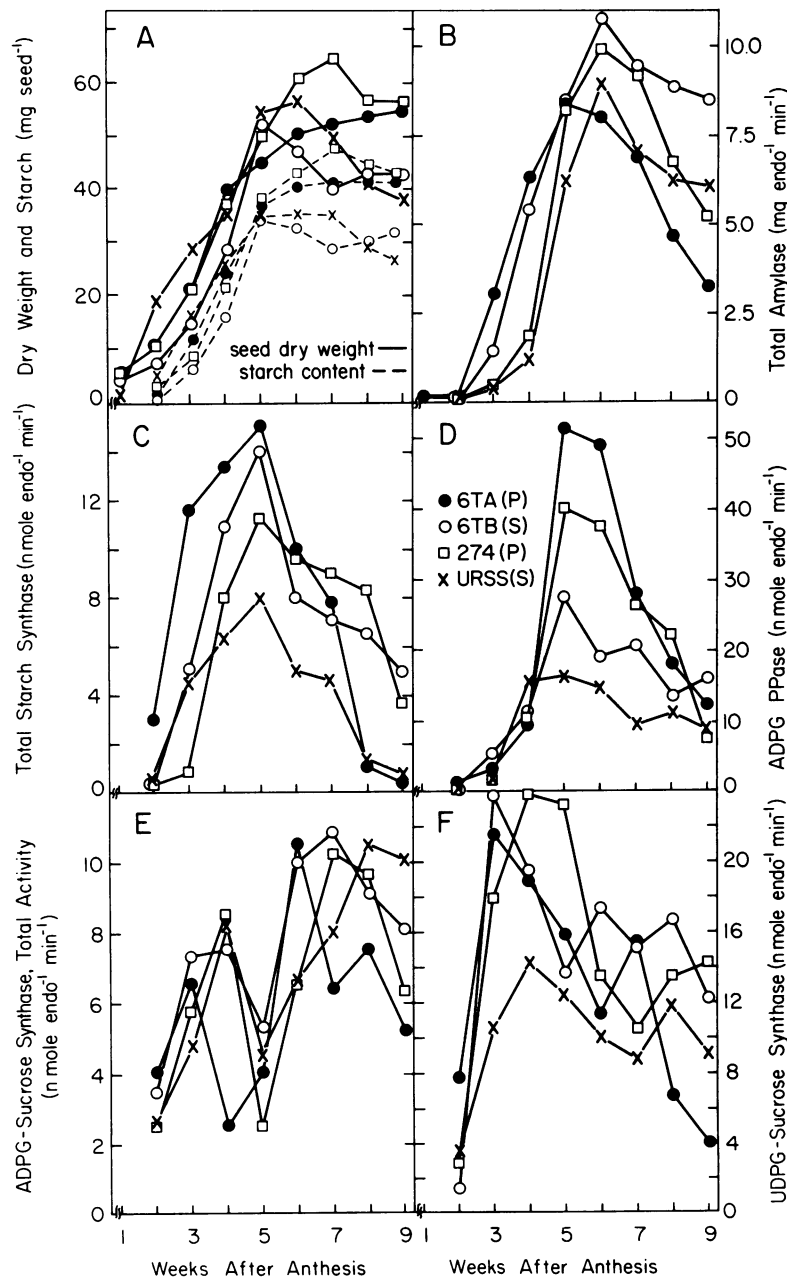 A
Dry Weight and Starch (mg seed⁻¹)
60
40
20
0
seed dry weight
starch content
B
10.0
7.5
5.0
2.5
0
Total Amylase (mg endo⁻¹ min⁻¹)
C
Total Starch Synthase (n mole endo⁻¹ min⁻¹)
12
8
4
0
D
6TA (P)
6TB (S)
274 (P)
URSS(S)
50
40
30
20
10
0
ADPG PPase (n mole endo⁻¹ min⁻¹)
E
ADPG-Sucrose Synthase, Total Activity
(n mole endo⁻¹ min⁻¹)
10
8
6
4
2
0
1 3 5 7 9
Weeks After Anthesis
F
20
16
12
8
4
0
UDPG-Sucrose Synthase (n mole endo⁻¹ min⁻¹)
1 3 5 7 9
Weeks After Anthesis